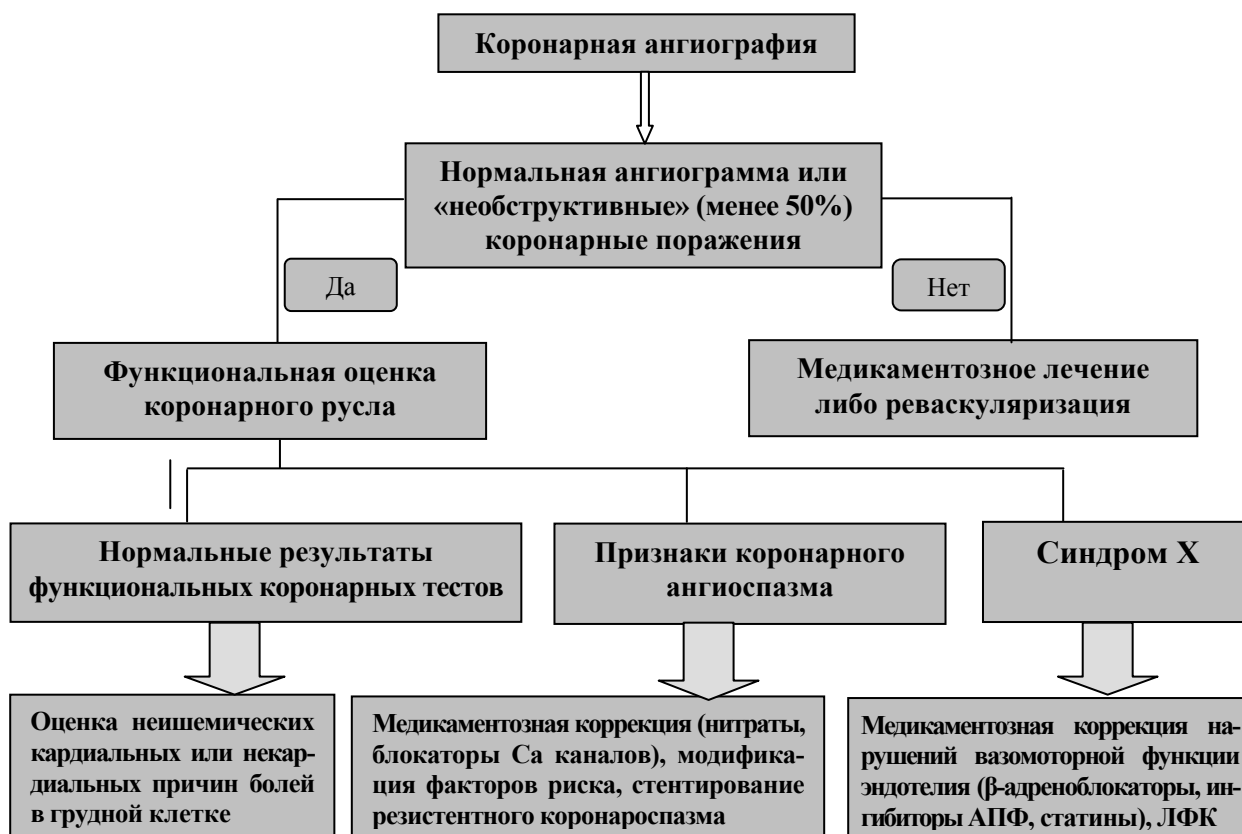 Коронарная ангиография
Нормальная ангиограмма или
«необструктивные» (менее 50%)
коронарные поражения
Да
Нет
Функциональная оценка
коронарного русла
Медикаментозное лечение
либо реваскуляризация
Нормальные результаты
функциональных коронарных тестов
Признаки коронарного
ангиоспазма
Синдром X
Оценка неишемических
кардиальных или некар-
диальных причин болей
в грудной клетке
Медикаментозная коррекция (нитраты,
блокаторы Ca каналов), модифика-
ция факторов риска, стентирование
резистентного коронароспазма
Медикаментозная коррекция на-
рушений вазомоторной функции
эндотелия (β-адреноблокаторы, ин-
гибиторы АПФ, статины), ЛФК